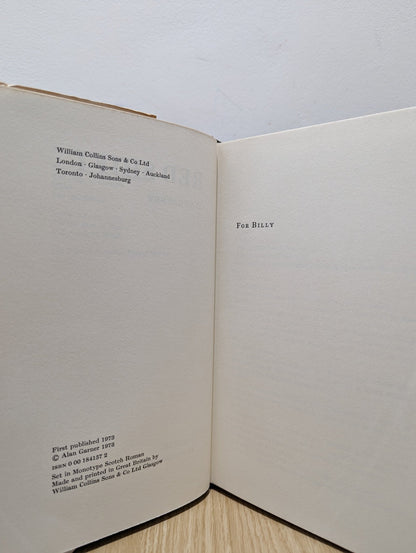 William Collins Sons & Co Ltd
London · Glasgow · Sydney · Auckland
Toronto · Johannesburg
For Billy
First published 1973
© Alan Garner 1973
ISBN 0 00 184157 2
Set in Monotype Scotch Roman
Made and printed in Great Britain by
William Collins Sons & Co Ltd Glasgow